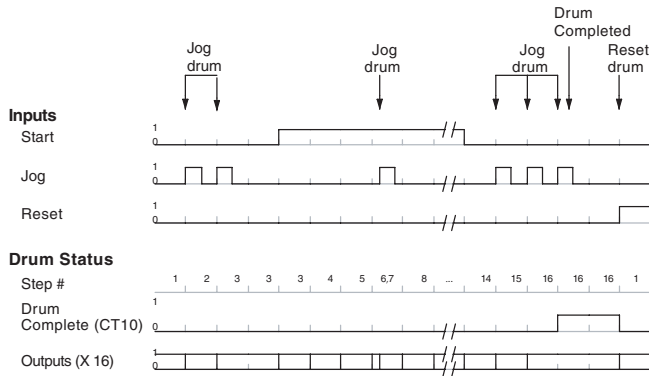 Drum
Completed
Jog
drum
Jog
drum
Jog
drum
Reset
drum
Inputs
Start
1
0
Jog
1
0
Reset
1
0
Drum Status
Step #
1 2 3 3 3 4 5 6,7 8 ... 14 15 16 16 16 1
Drum
Complete (CT10)
1
0
Outputs (X 16)
1
0